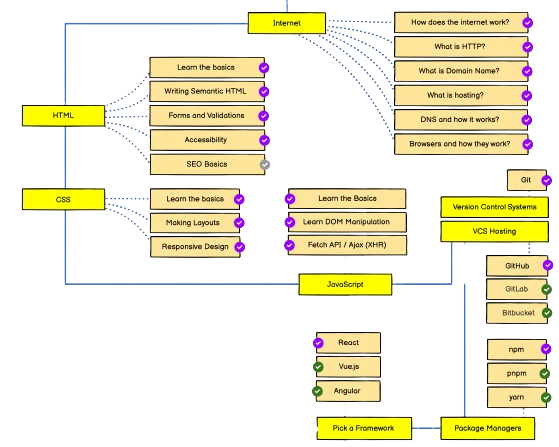 Internet
How does the internet work?
What is HTTP?
What is Domain Name?
What is hosting?
DNS and how it works?
Browsers and how they work?
HTML
Learn the basics
Writing Semantic HTML
Forms and Validations
Accessibility
SEO Basics
CSS
Learn the basics
Making Layouts
Responsive Design
Learn the Basics
Learn DOM Manipulation
Fetch API / Ajax (XHR)
JavaScript
Git
Version Control Systems
VCS Hosting
GitHub
GitLab
Bitbucket
React
Vue.js
Angular
npm
pnpm
yarn
Pick a Framework
Package Managers